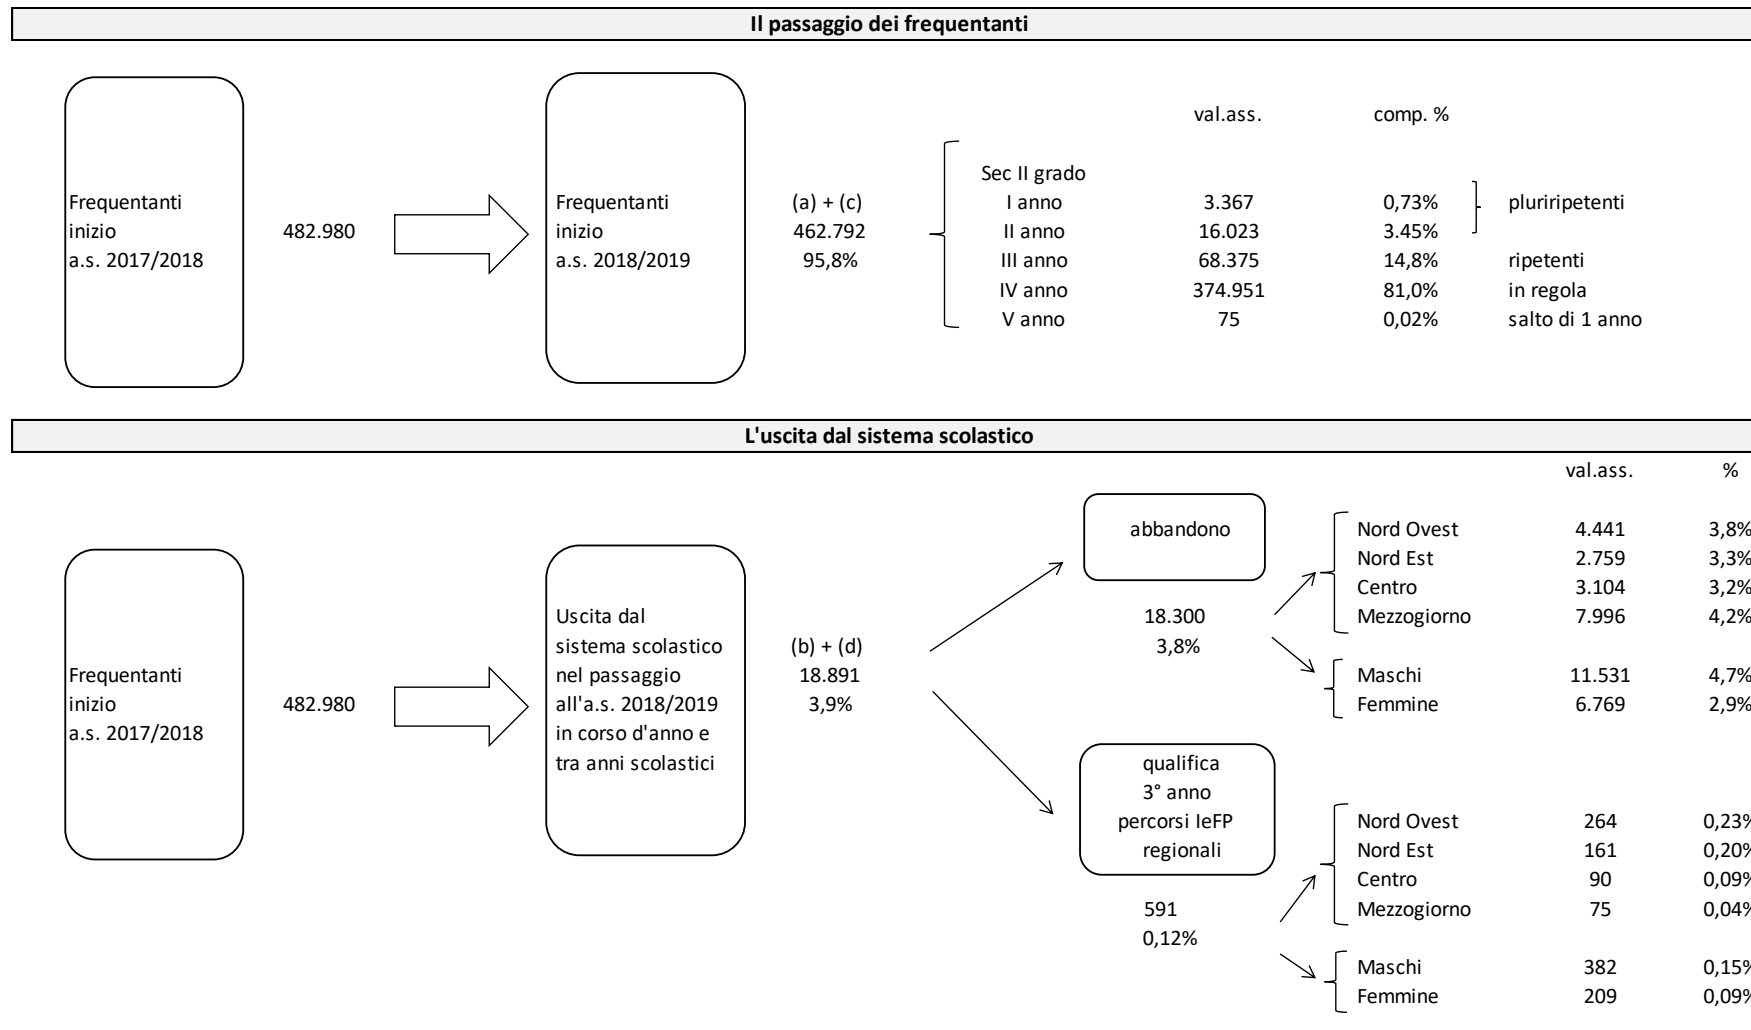 Il passaggio dei frequentanti
val.ass. comp. %
Sec II grado
Frequentanti Frequentanti (a) + (c) I anno 3.367 0,73% pluriripetenti
inizio 482.980 inizio 462.792 II anno 16.023 3.45%
a.s. 2017/2018 a.s. 2018/2019 95,8% III anno 68.375 14,8% ripetenti
IV anno 374.951 81,0% in regola
V anno 75 0,02% salto di 1 anno
L'uscita dal sistema scolastico
val.ass. %
abbandono Nord Ovest 4.441 3,8%
Nord Est 2.759 3,3%
Centro 3.104 3,2%
Uscita dal 18.300 Mezzogiorno 7.996 4,2%
sistema scolastico (b) + (d) 3,8%
Frequentanti nel passaggio 18.891 Maschi 11.531 4,7%
inizio 482.980 all'a.s. 2018/2019 3,9% Femmine 6.769 2,9%
a.s. 2017/2018 in corso d'anno e
tra anni scolastici qualifica
3° anno
percorsi IeFP Nord Ovest 264 0,23%
regionali Nord Est 161 0,20%
Centro 90 0,09%
591 Mezzogiorno 75 0,04%
0,12%
Maschi 382 0,15%
Femmine 209 0,09%